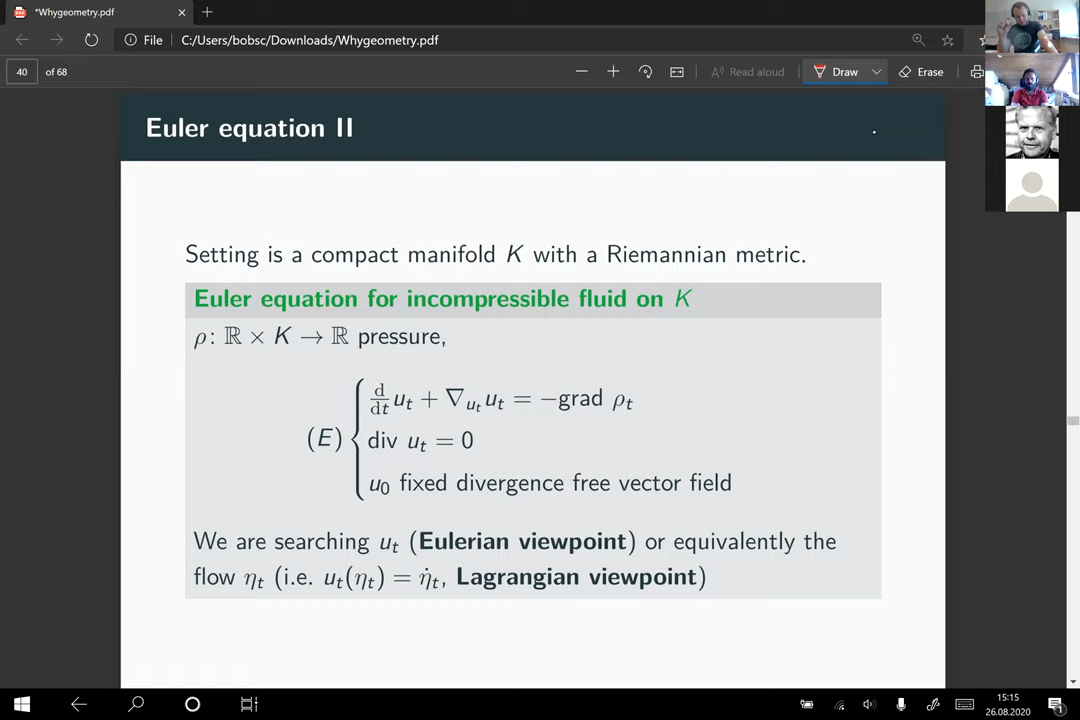 *Whygeometry.pdf
File C:/Users/bobsc/Downloads/Whygeometry.pdf
40 of 68
Read aloud
Draw
Erase
Euler equation II
Setting is a compact manifold K with a Riemannian metric.
Euler equation for incompressible fluid on K
ρ: ℝ × K → ℝ pressure,
d/dt u_t + ∇_{u_t} u_t = −grad ρ_t
(E)
div u_t = 0
u_0 fixed divergence free vector field
We are searching u_t (Eulerian viewpoint) or equivalently the
flow η_t (i.e. u_t(η_t) = η̇_t, Lagrangian viewpoint)
15:15
26.08.2020